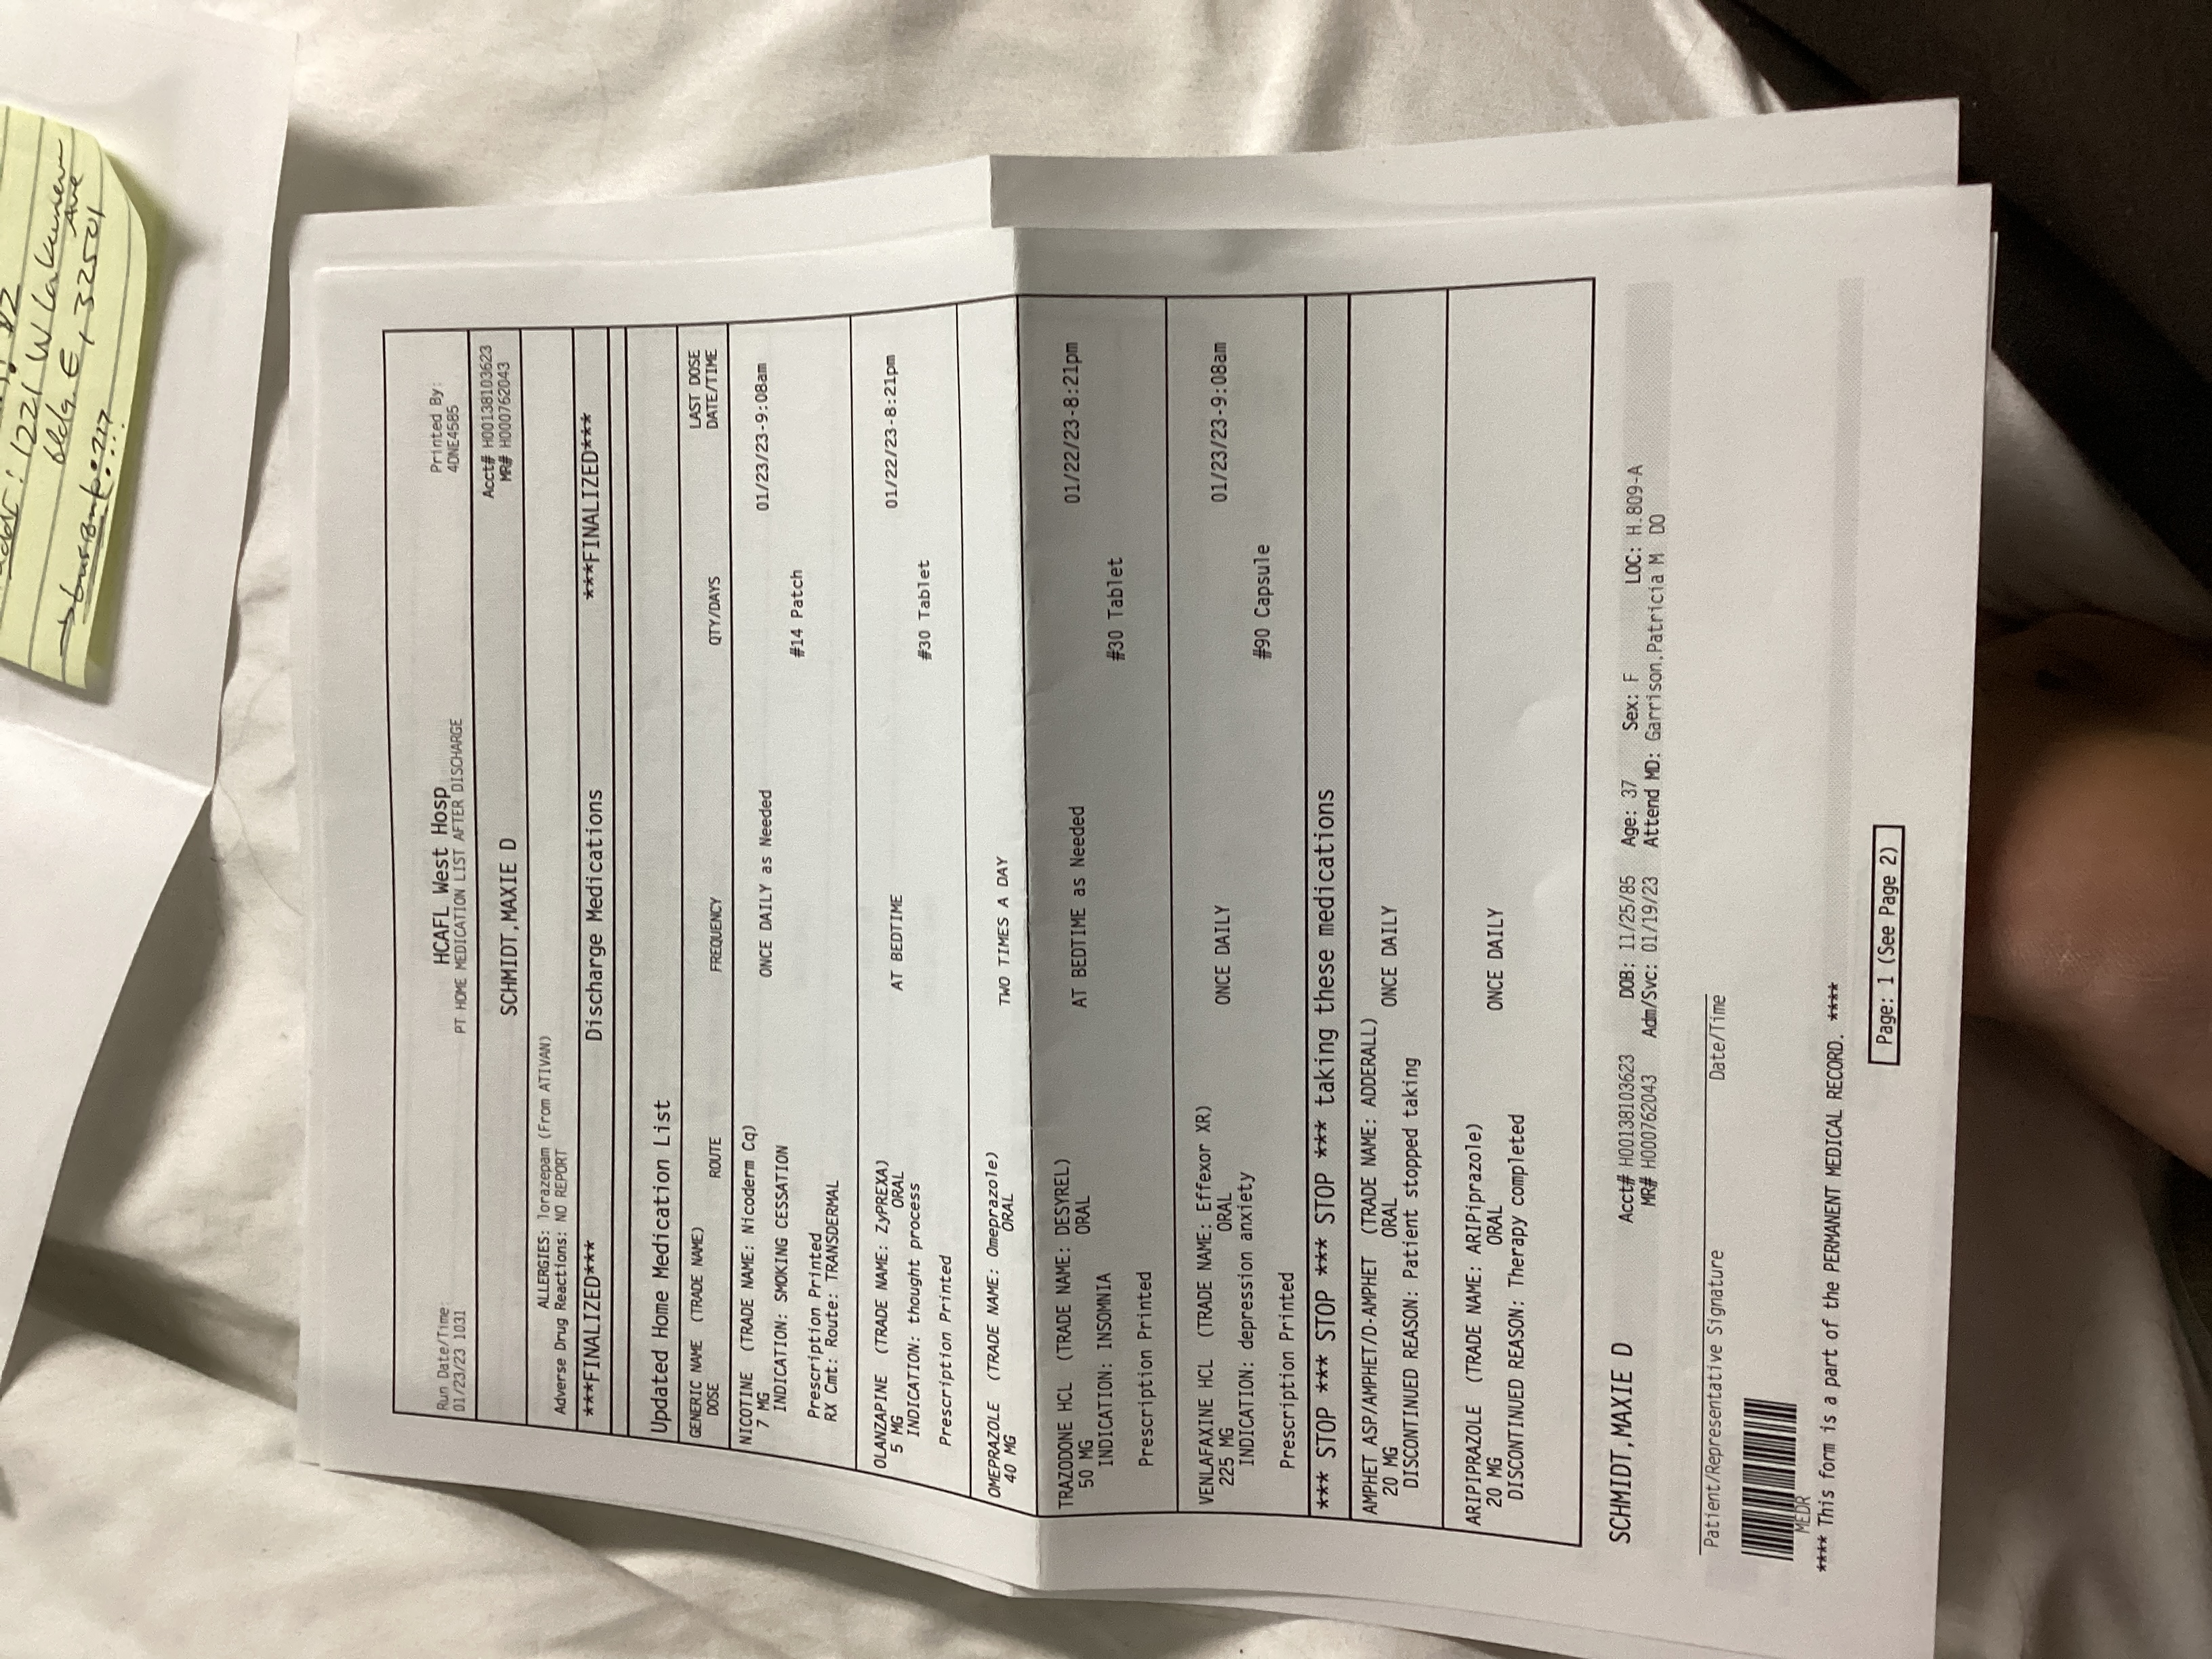 addr: 1221 W Lakeview
Ave
bldg. E, 32501
Run Date/Time:
01/23/23 1031
HCAFL West Hosp
PT HOME MEDICATION LIST AFTER DISCHARGE
Printed By:
4DNE4585
SCHMIDT,MAXIE D
Acct# H00138103623
MR# H000762043
ALLERGIES: lorazepam (From ATIVAN)
Adverse Drug Reactions: NO REPORT
***FINALIZED*** Discharge Medications ***FINALIZED***
Updated Home Medication List
GENERIC NAME (TRADE NAME) LAST DOSE
DOSE ROUTE FREQUENCY QTY/DAYS DATE/TIME
NICOTINE (TRADE NAME: Nicoderm Cq)
7 MG ONCE DAILY as Needed 01/23/23-9:08am
INDICATION: SMOKING CESSATION
#14 Patch
Prescription Printed
RX Cmt: Route: TRANSDERMAL
OLANZAPINE (TRADE NAME: ZyPREXA)
5 MG ORAL AT BEDTIME 01/22/23-8:21pm
INDICATION: thought process
#30 Tablet
Prescription Printed
OMEPRAZOLE (TRADE NAME: Omeprazole)
40 MG ORAL TWO TIMES A DAY
TRAZODONE HCL (TRADE NAME: DESYREL)
50 MG ORAL AT BEDTIME as Needed 01/22/23-8:21pm
INDICATION: INSOMNIA
#30 Tablet
Prescription Printed
VENLAFAXINE HCL (TRADE NAME: Effexor XR)
225 MG ORAL ONCE DAILY 01/23/23-9:08am
INDICATION: depression anxiety
#90 Capsule
Prescription Printed
*** STOP *** STOP *** STOP *** taking these medications
AMPHET ASP/AMPHET/D-AMPHET (TRADE NAME: ADDERALL)
20 MG ORAL ONCE DAILY
DISCONTINUED REASON: Patient stopped taking
ARIPIPRAZOLE (TRADE NAME: ARIPiprazole)
20 MG ORAL ONCE DAILY
DISCONTINUED REASON: Therapy completed
SCHMIDT,MAXIE D Acct# H00138103623 DOB: 11/25/85 Age: 37 Sex: F LOC: H.809-A
MR# H000762043 Adm/Svc: 01/19/23 Attend MD: Garrison,Patricia M DO
Patient/Representative Signature Date/Time
MEDR
**** This form is a part of the PERMANENT MEDICAL RECORD. ****
Page: 1 (See Page 2)